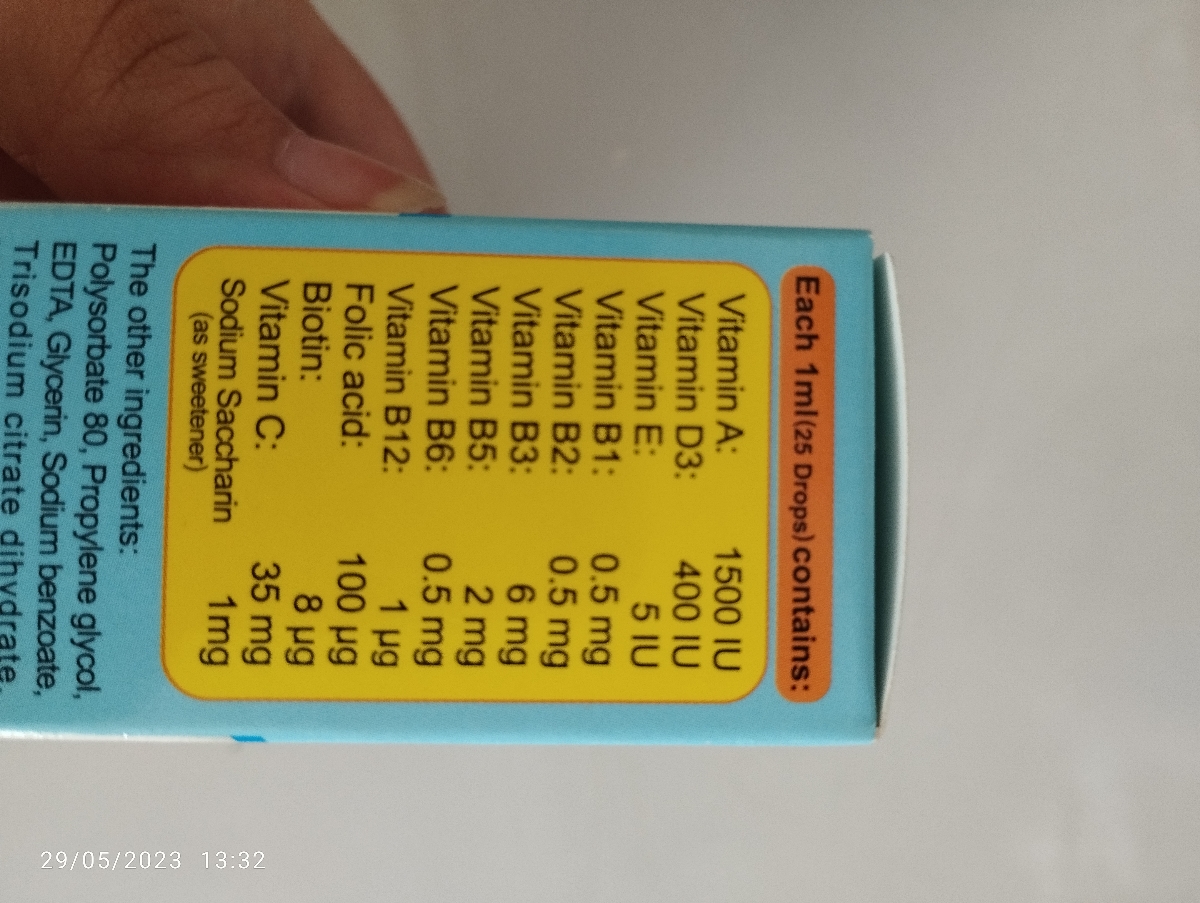 Each 1ml(25 Drops)contains:
Vitamin A: 1500 IU
Vitamin D3: 400 IU
Vitamin E: 5 IU
Vitamin B1: 0.5 mg
Vitamin B2: 0.5 mg
Vitamin B3: 6 mg
Vitamin B5: 2 mg
Vitamin B6: 0.5 mg
Vitamin B12: 1 µg
Folic acid: 100 µg
Biotin: 8 µg
Vitamin C: 35 mg
Sodium Saccharin 1mg
(as sweetener)
The other ingredients:
Polysorbate 80, Propylene glycol,
EDTA, Glycerin, Sodium benzoate,
Trisodium citrate dihydrate,
29/05/2023 13:32